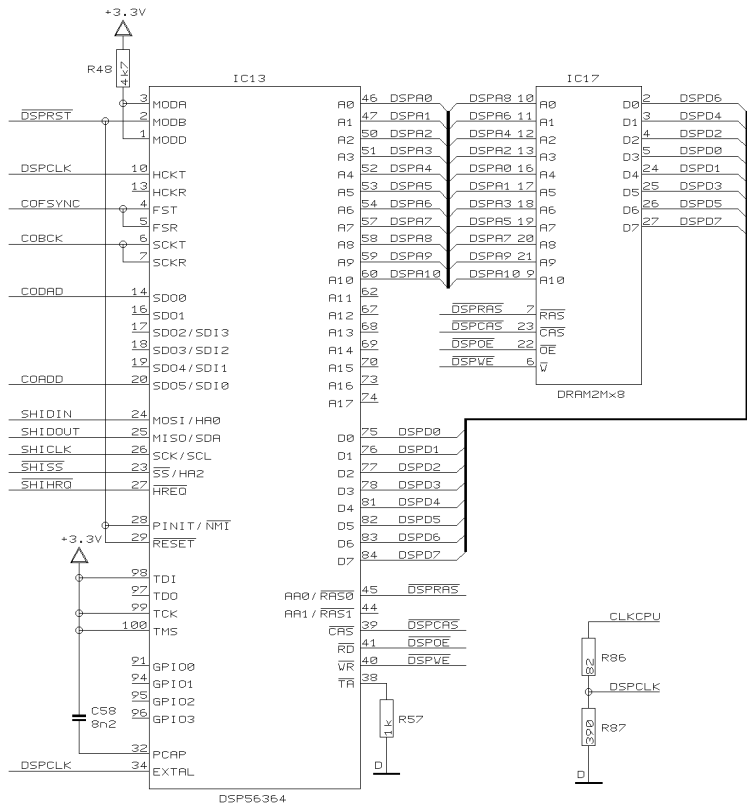 +3.3V
R48
4k7
IC13
IC17
3 MODA
DSPRST 2 MODB
1 MODD
DSPCLK 10 HCKT
13 HCKR
COFSYNC 4 FST
5 FSR
COBCK 6 SCKT
7 SCKR
CODAD 14 SDO0
16 SDO1
17 SDO2/SDI3
18 SDO3/SDI2
19 SDO4/SDI1
COADD 20 SDO5/SDI0
SHIDIN 24 MOSI/HA0
SHIDOUT 25 MISO/SDA
SHICLK 26 SCK/SCL
SHISS 23 SS/HA2
SHIHRQ 27 HREQ
28 PINIT/NMI
29 RESET
+3.3V
98 TDI
97 TDO
99 TCK
100 TMS
91 GPIO0
94 GPIO1
95 GPIO2
96 GPIO3
C58
8n2
32 PCAP
DSPCLK 34 EXTAL
DSP56364
A0 46 DSPA0
A1 47 DSPA1
A2 50 DSPA2
A3 51 DSPA3
A4 52 DSPA4
A5 53 DSPA5
A6 54 DSPA6
A7 57 DSPA7
A8 58 DSPA8
A9 59 DSPA9
A10 60 DSPA10
A11 62
A12 67
A13 68
A14 69
A15 70
A16 73
A17 74
D0 75 DSPD0
D1 76 DSPD1
D2 77 DSPD2
D3 78 DSPD3
D4 81 DSPD4
D5 82 DSPD5
D6 83 DSPD6
D7 84 DSPD7
AA0/RAS0 45 DSPRAS
AA1/RAS1 44
CAS 39 DSPCAS
RD 41 DSPOE
WR 40 DSPWE
TA 38
R57
1k
D
DSPA8 10 A0
DSPA6 11 A1
DSPA4 12 A2
DSPA2 13 A3
DSPA0 16 A4
DSPA1 17 A5
DSPA3 18 A6
DSPA5 19 A7
DSPA7 20 A8
DSPA9 21 A9
DSPA10 9 A10
DSPRAS 7 RAS
DSPCAS 23 CAS
DSPOE 22 OE
DSPWE 6 W
DRAM2Mx8
D0 2 DSPD6
D1 3 DSPD4
D2 4 DSPD2
D3 5 DSPD0
D4 24 DSPD1
D5 25 DSPD3
D6 26 DSPD5
D7 27 DSPD7
CLKCPU
82
R86
DSPCLK
390
R87
D